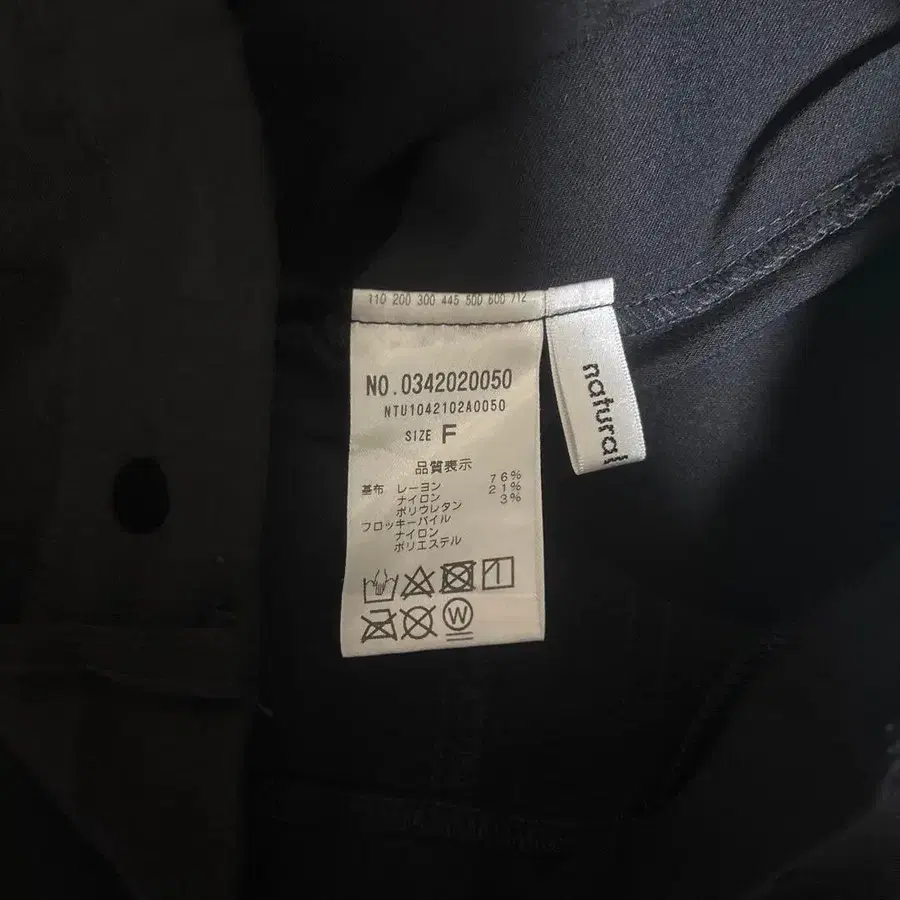 110 200 300 445 500 600 712
NO.0342020050
NTU1042102A0050
SIZE F
品質表示
基布 レーヨン 76%
ナイロン 21%
ポリウレタン 3%
フロッキーパイル
ナイロン
ポリエステル
W
natural